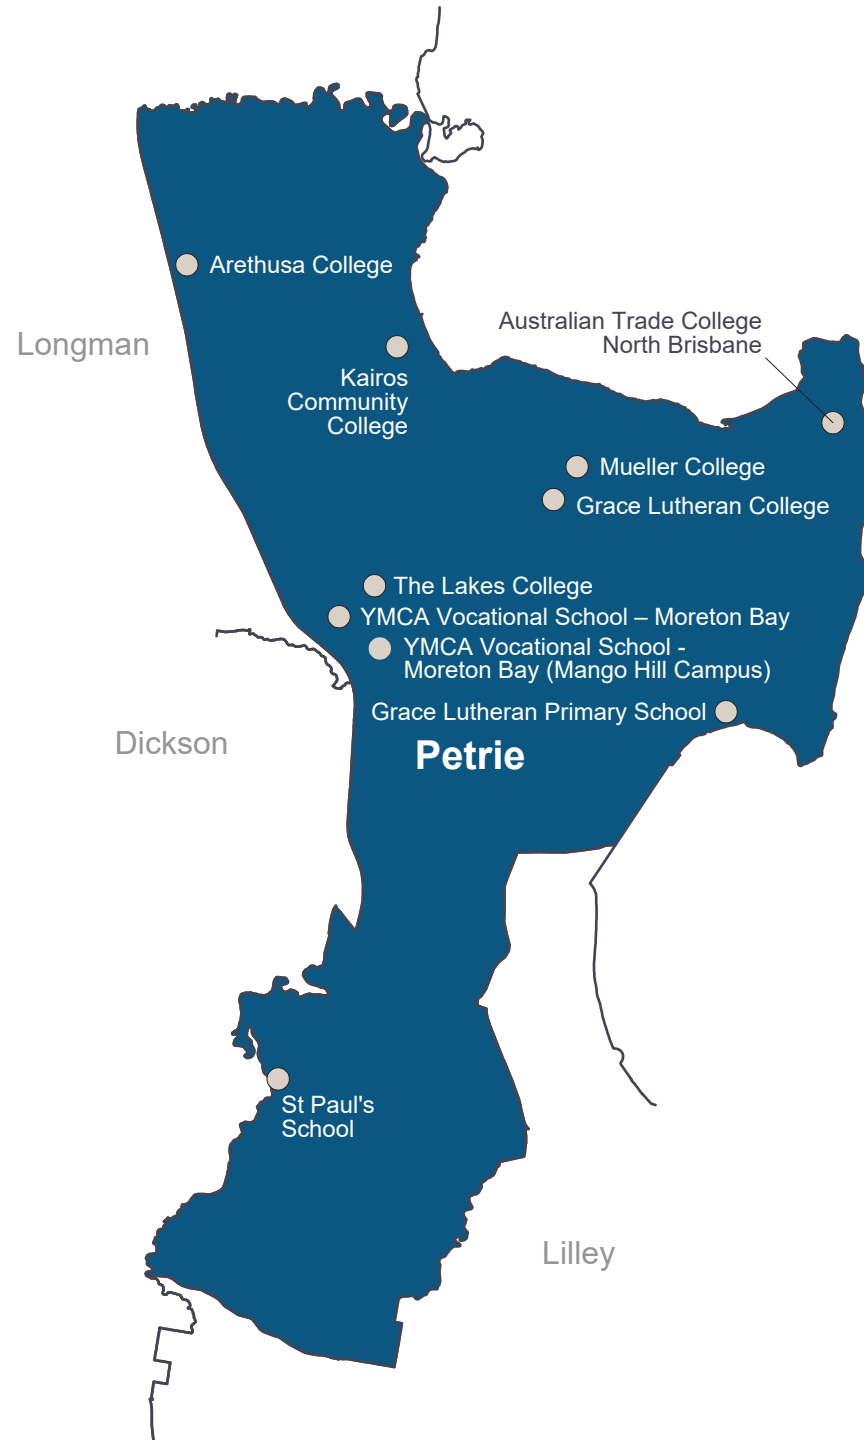 Arethusa College
Longman
Australian Trade College
North Brisbane
Kairos
Community
College
Mueller College
Grace Lutheran College
The Lakes College
YMCA Vocational School – Moreton Bay
YMCA Vocational School -
Moreton Bay (Mango Hill Campus)
Grace Lutheran Primary School
Dickson
Petrie
St Paul's
School
Lilley